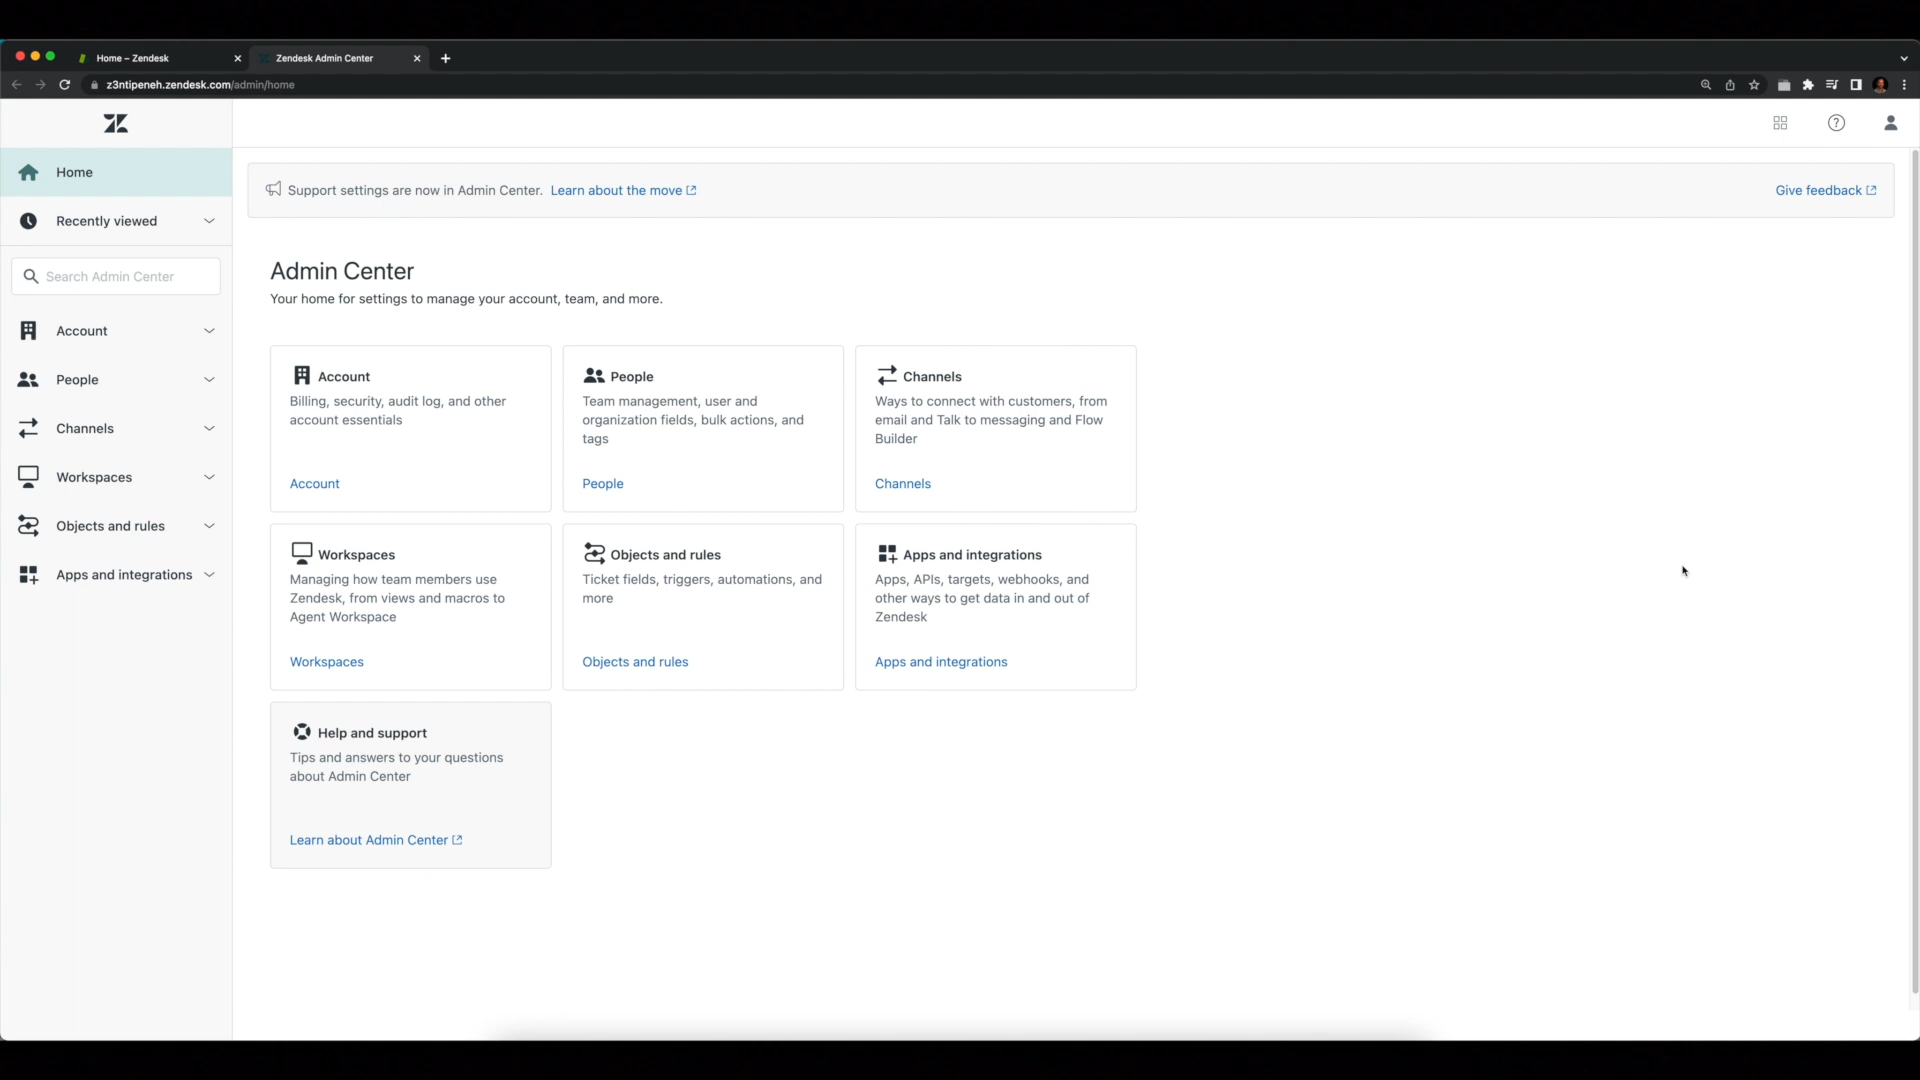 Home – Zendesk
Zendesk Admin Center
z3ntipeneh.zendesk.com/admin/home
Home
Recently viewed
Search Admin Center
Account
People
Channels
Workspaces
Objects and rules
Apps and integrations
Support settings are now in Admin Center. Learn about the move
Give feedback
Admin Center
Your home for settings to manage your account, team, and more.
Account
Billing, security, audit log, and other
account essentials
Account
People
Team management, user and
organization fields, bulk actions, and
tags
People
Channels
Ways to connect with customers, from
email and Talk to messaging and Flow
Builder
Channels
Workspaces
Managing how team members use
Zendesk, from views and macros to
Agent Workspace
Workspaces
Objects and rules
Ticket fields, triggers, automations, and
more
Objects and rules
Apps and integrations
Apps, APIs, targets, webhooks, and
other ways to get data in and out of
Zendesk
Apps and integrations
Help and support
Tips and answers to your questions
about Admin Center
Learn about Admin Center